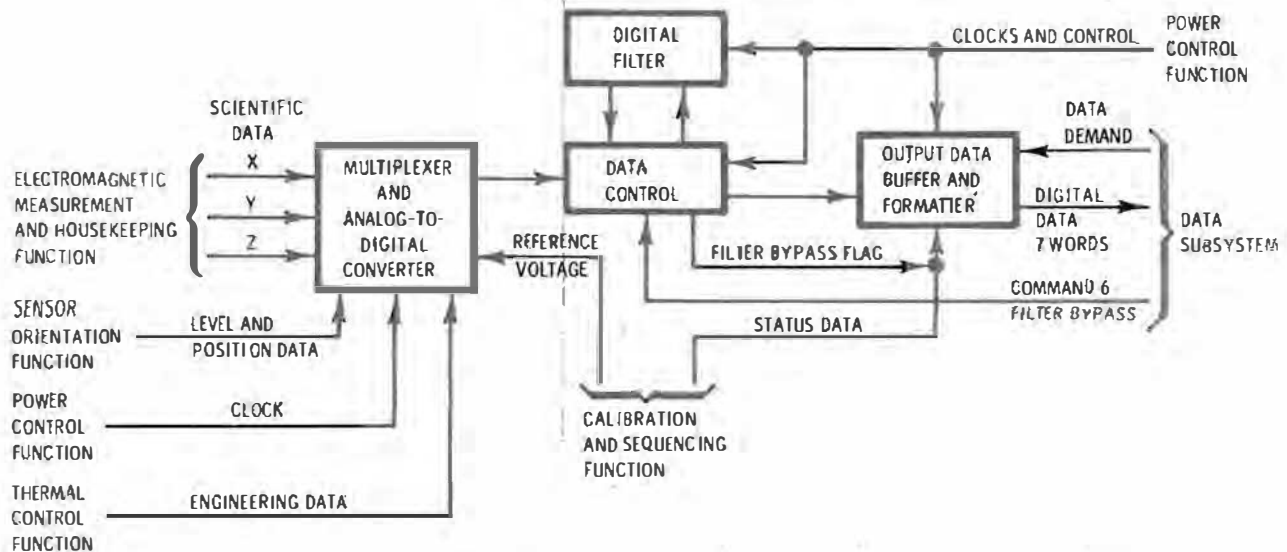 DIGITAL
FILTER
CLOCKS AND CONTROL
POWER
CONTROL
FUNCTION
SCIENTIFIC
DATA
X
Y
Z
ELECTROMAGNETIC
MEASUREMENT
AND HOUSEKEEPING
FUNCTION
MULTIPLEXER
AND
ANALOG-TO-
DIGITAL
CONVERTER
DATA
CONTROL
OUTPUT DATA
BUFFER AND
FORMATTER
DATA
DEMAND
DIGITAL
DATA
7 WORDS
DATA
SUBSYSTEM
REFERENCE
VOLTAGE
FILTER BYPASS FLAG
COMMAND 6
FILTER BYPASS
STATUS DATA
SENSOR
ORIENTATION
FUNCTION
LEVEL AND
POSITION DATA
POWER
CONTROL
FUNCTION
CLOCK
CALIBRATION
AND SEQUENCING
FUNCTION
THERMAL
CONTROL
FUNCTION
ENGINEERING DATA